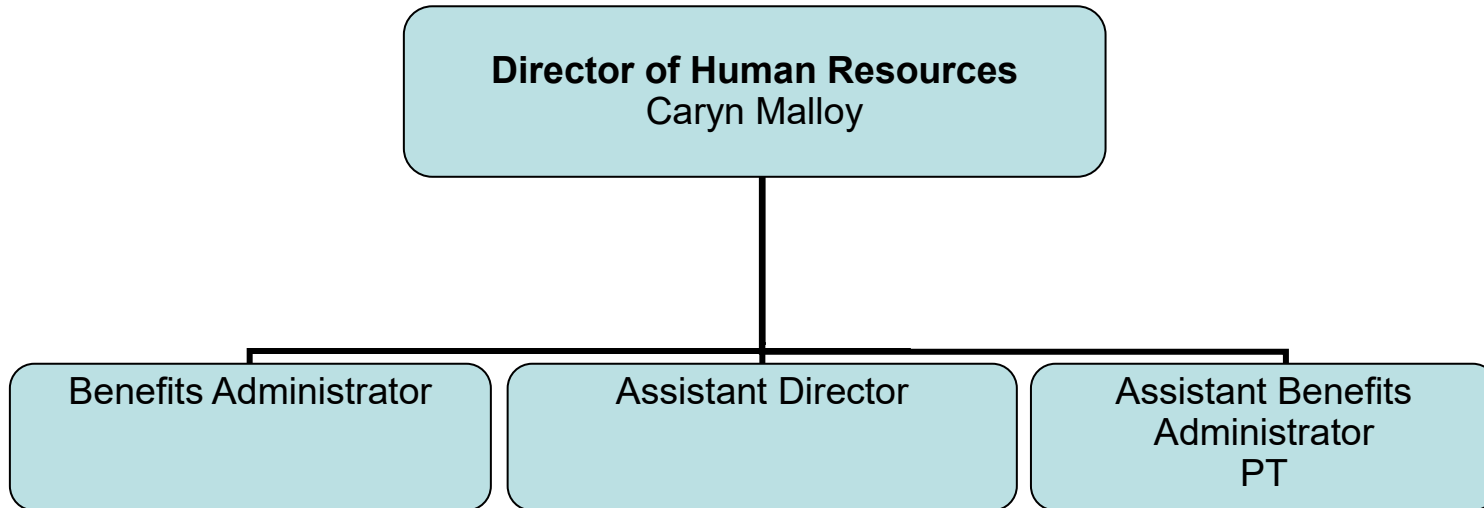 Director of Human Resources
Caryn Malloy
Benefits Administrator
Assistant Director
Assistant Benefits
Administrator
PT